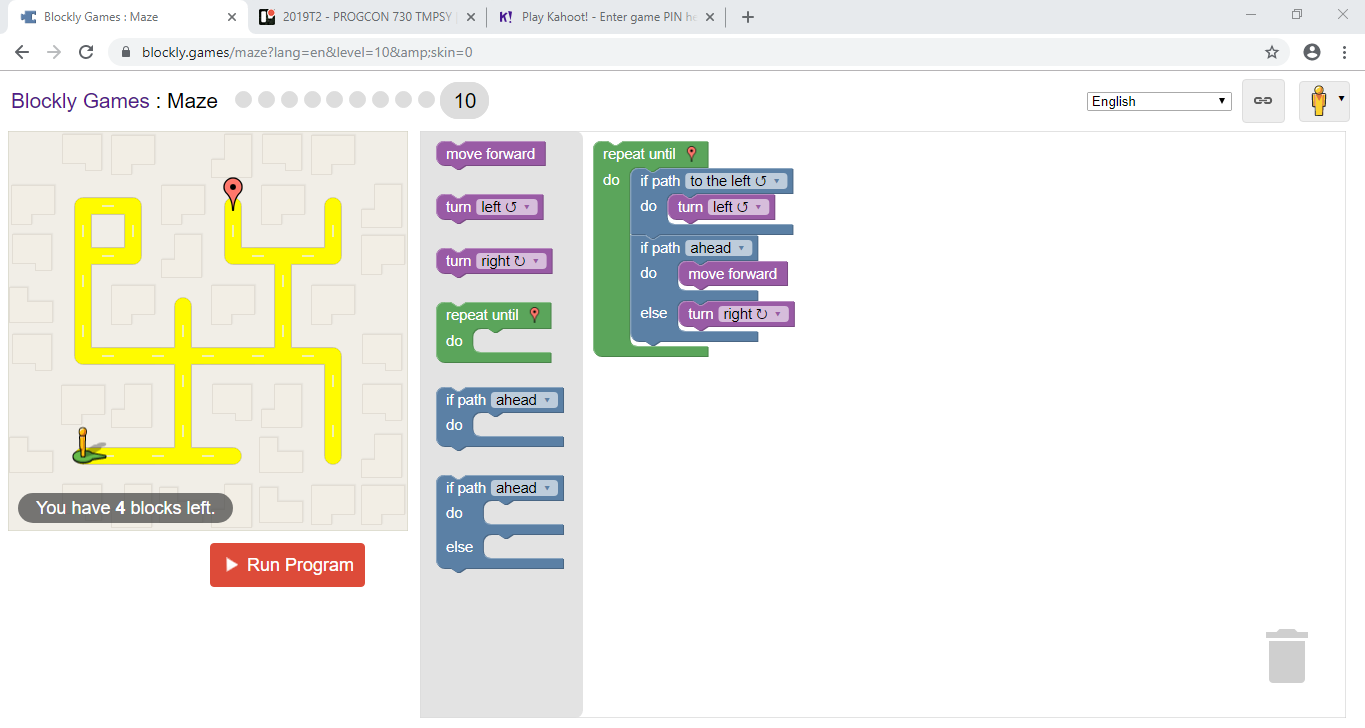 Blockly Games : Maze
2019T2 - PROGCON 730 TMPSY
K! Play Kahoot! - Enter game PIN he
blockly.games/maze?lang=en&level=10&amp;skin=0
Blockly Games : Maze 10
English
move forward
turn left ↺
turn right ↻
repeat until
do
if path ahead
do
if path ahead
do
else
repeat until
do if path to the left ↺
do turn left ↺
if path ahead
do move forward
else turn right ↻
You have 4 blocks left.
Run Program